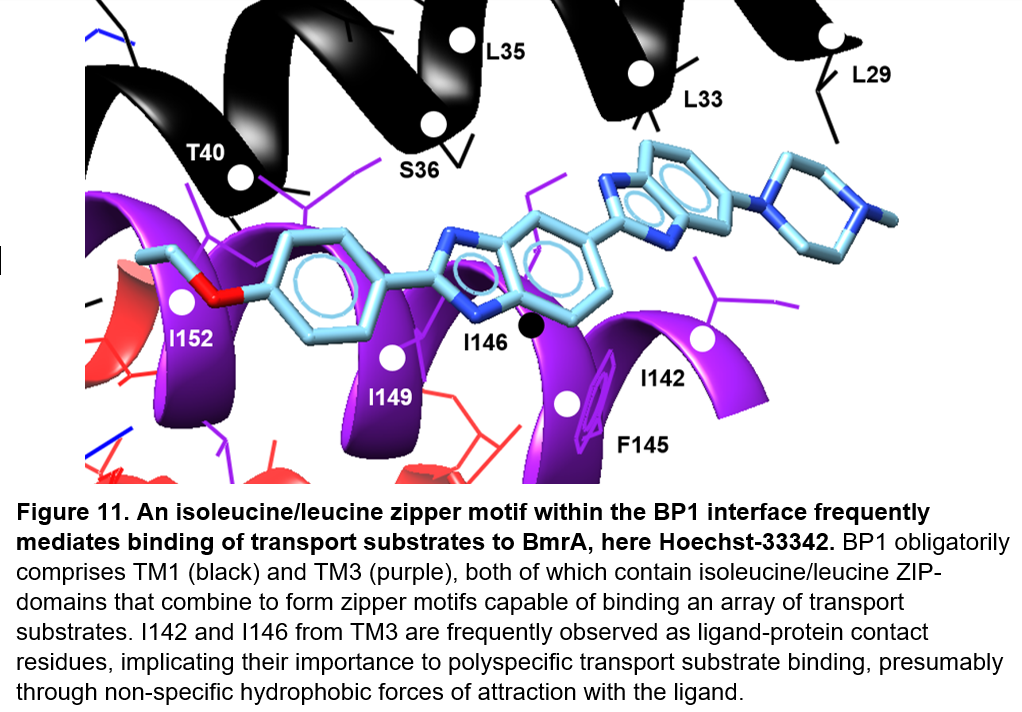 L35
L29
L33
T40
S36
I152
I146
I149
I142
F145
Figure 11. An isoleucine/leucine zipper motif within the BP1 interface frequently
mediates binding of transport substrates to BmrA, here Hoechst-33342. BP1 obligatorily
comprises TM1 (black) and TM3 (purple), both of which contain isoleucine/leucine ZIP-
domains that combine to form zipper motifs capable of binding an array of transport
substrates. I142 and I146 from TM3 are frequently observed as ligand-protein contact
residues, implicating their importance to polyspecific transport substrate binding, presumably
through non-specific hydrophobic forces of attraction with the ligand.